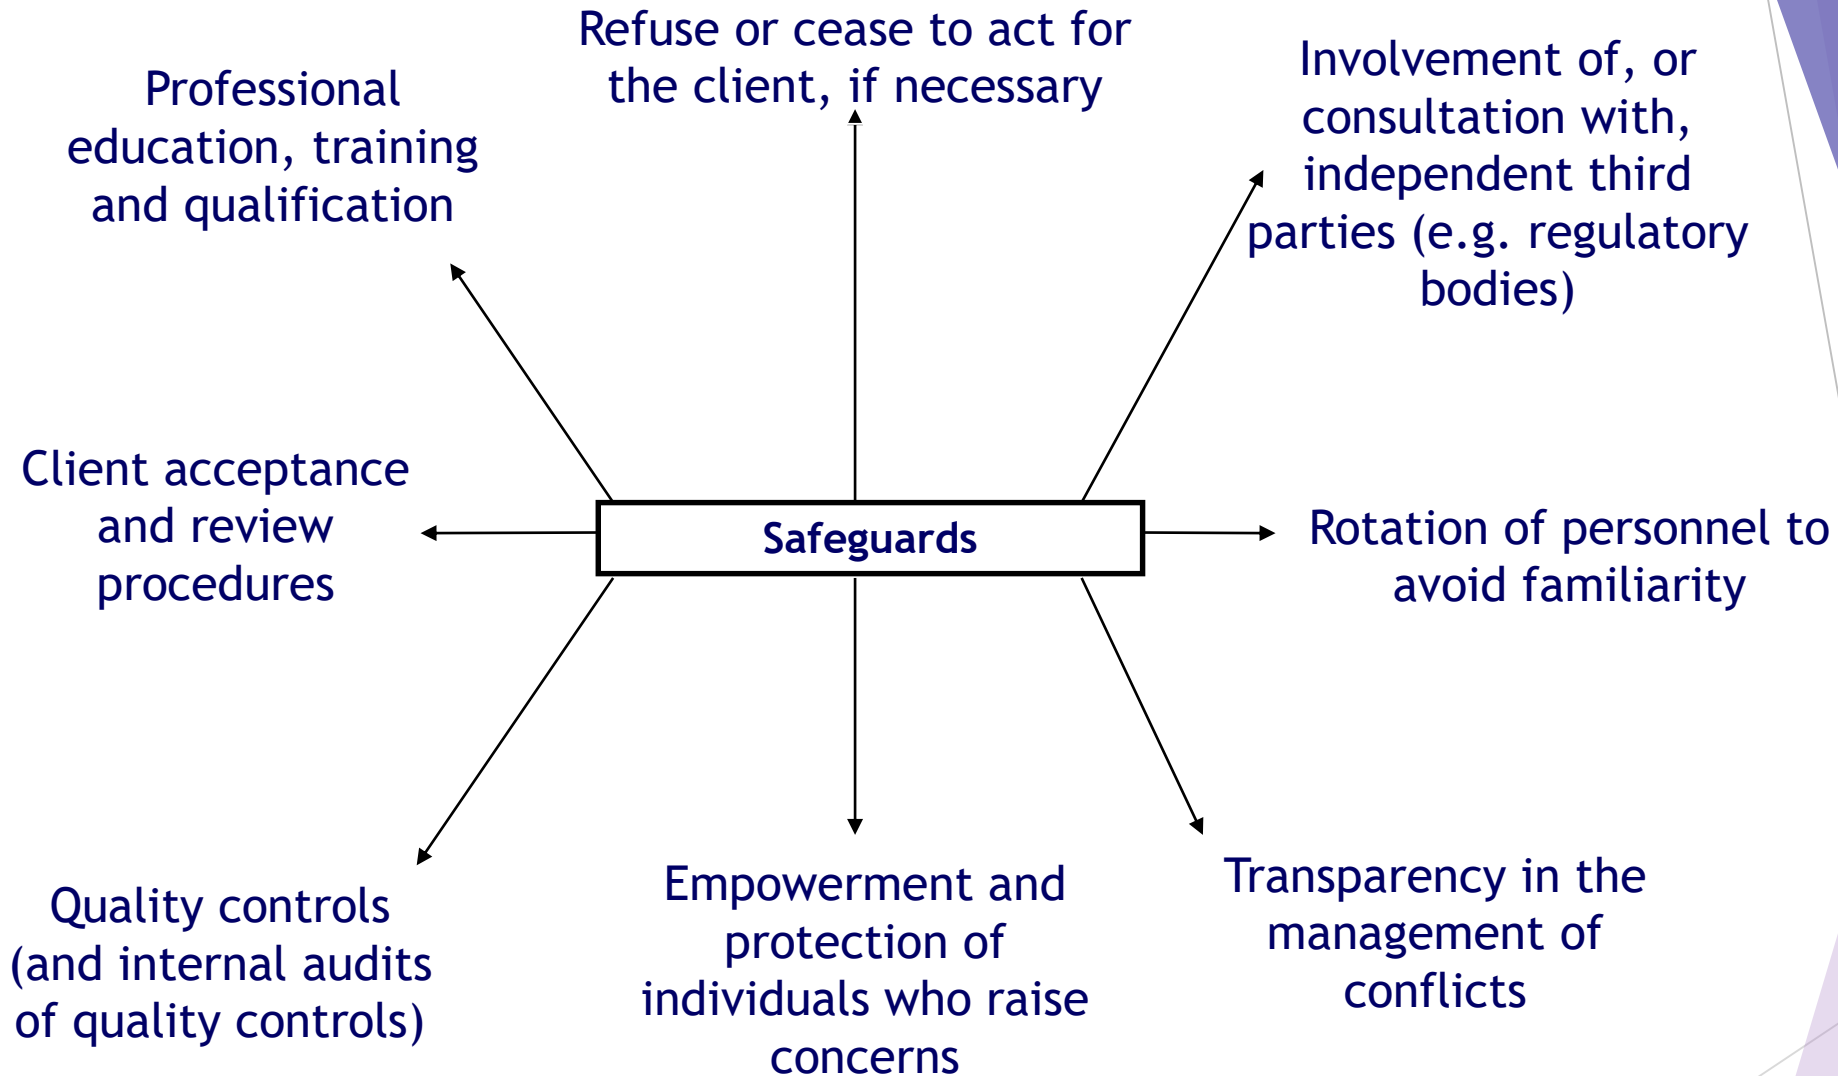 Refuse or cease to act for
the client, if necessary
Professional
education, training
and qualification
Involvement of, or
consultation with,
independent third
parties (e.g. regulatory
bodies)
Client acceptance
and review
procedures
Safeguards
Rotation of personnel to
avoid familiarity
Quality controls
(and internal audits
of quality controls)
Empowerment and
protection of
individuals who raise
concerns
Transparency in the
management of
conflicts